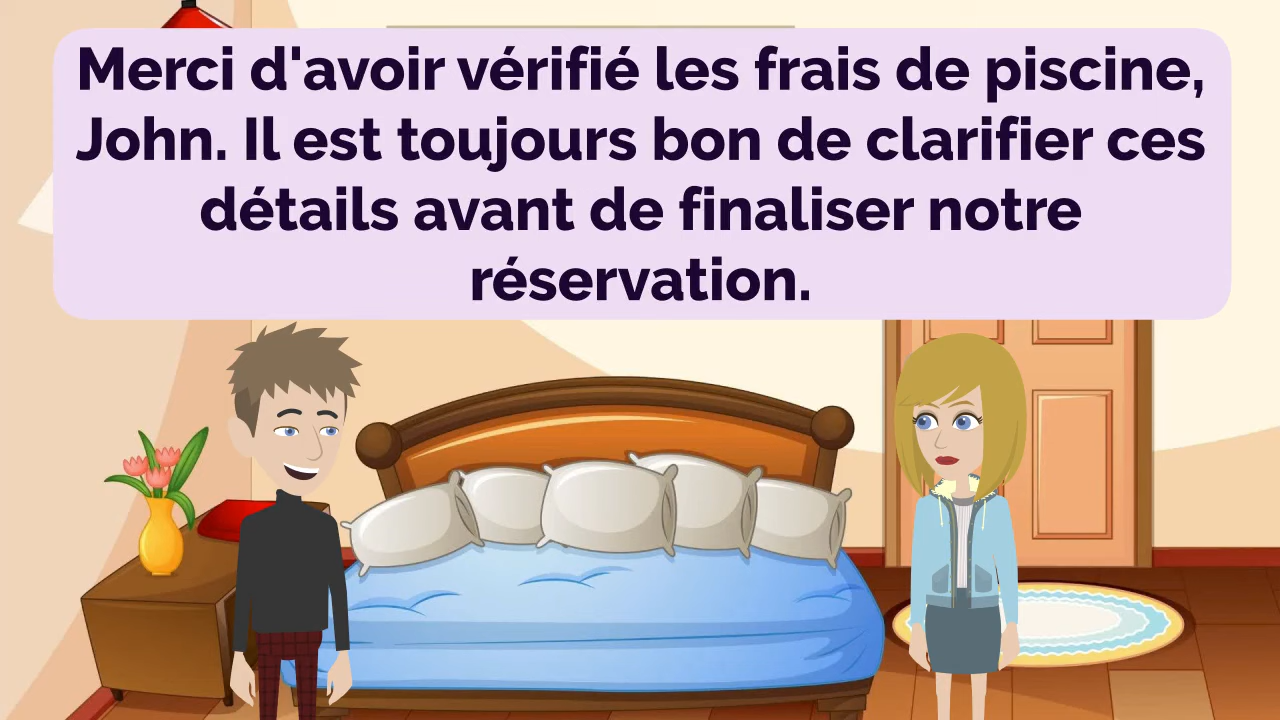 Merci d'avoir vérifié les frais de piscine,
John. Il est toujours bon de clarifier ces
détails avant de finaliser notre
réservation.